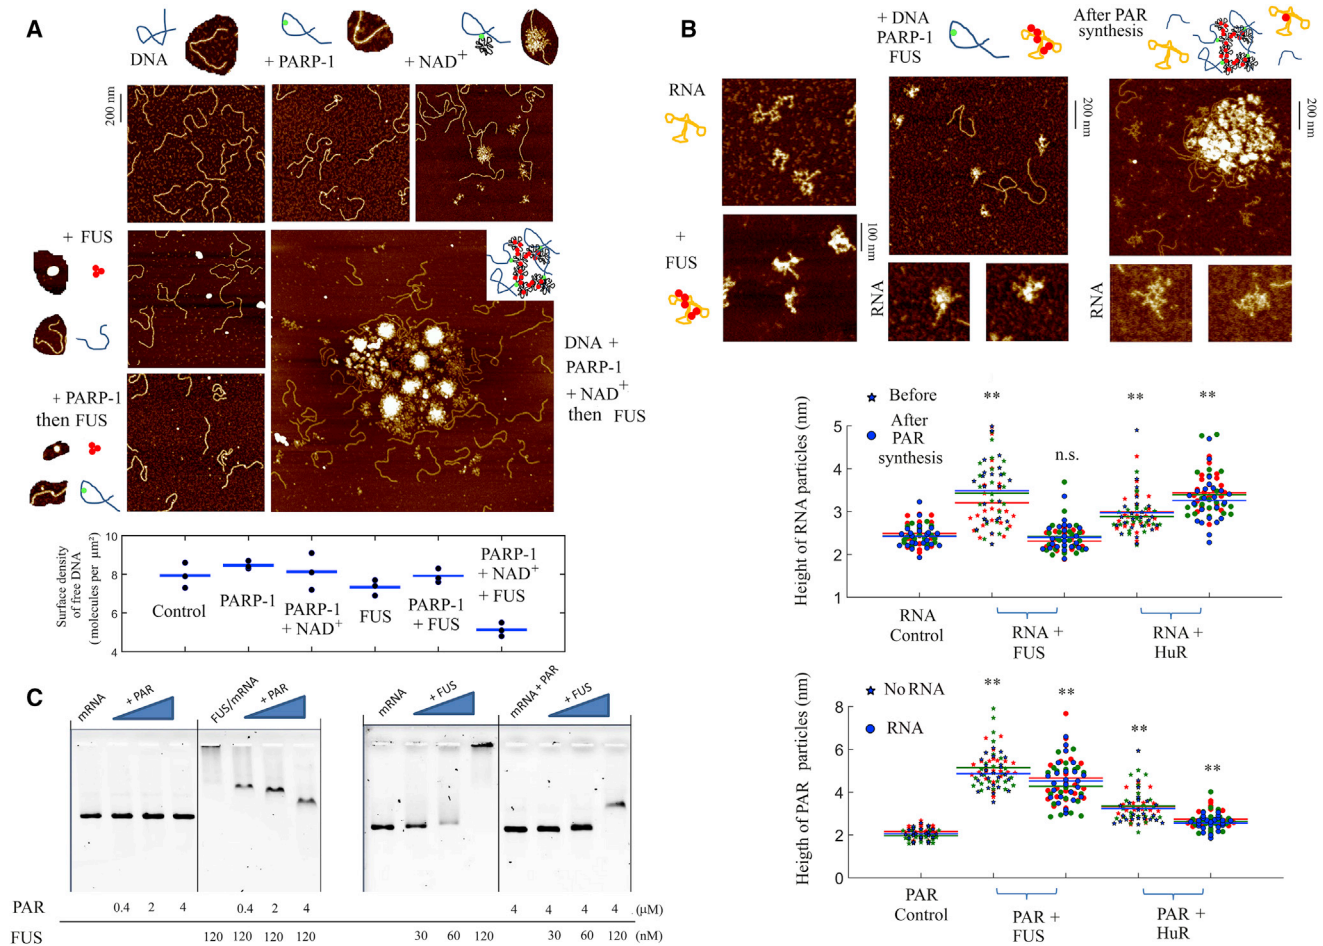 A
DNA
+ PARP-1
+ NAD+
200 nm
+ FUS
+ PARP-1
then FUS
DNA +
PARP-1
+ NAD+
then FUS
Surface density
of free DNA
(molecules per µm²)
10
8
6
4
Control
PARP-1
PARP-1
+ NAD+
FUS
PARP-1
+ FUS
PARP-1
+ NAD+
+ FUS
B
RNA
+ DNA
PARP-1
FUS
After PAR
synthesis
200 nm
200 nm
+
FUS
100 nm
RNA
RNA
Height of RNA particles (nm)
5
4
3
2
1
Before
After
PAR
synthesis
**
n.s.
**
**
RNA
Control
RNA +
FUS
RNA +
HuR
Heigth of PAR particles (nm)
8
6
4
2
0
No RNA
RNA
**
**
**
**
PAR
Control
PAR +
FUS
PAR +
HuR
C
mRNA
+ PAR
FUS/mRNA
+ PAR
mRNA
+ FUS
mRNA + PAR
+ FUS
PAR 0.4 2 4 0.4 2 4 4 4 4 4 (µM)
FUS 120 120 120 120 30 60 120 30 60 120 (nM)